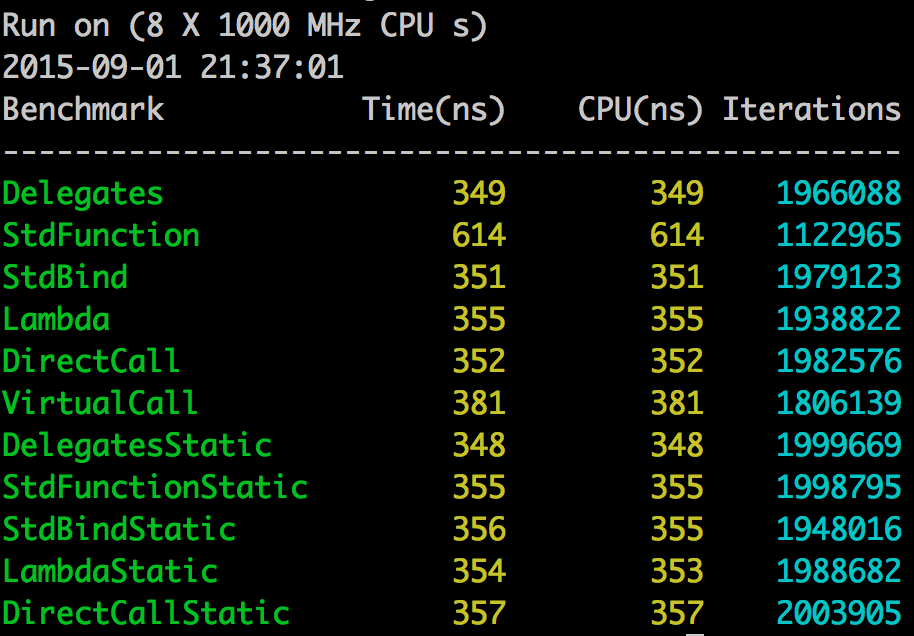 Run on (8 X 1000 MHz CPU s)
2015-09-01 21:37:01
Benchmark Time(ns) CPU(ns) Iterations
--------------------------------------------------
Delegates 349 349 1966088
StdFunction 614 614 1122965
StdBind 351 351 1979123
Lambda 355 355 1938822
DirectCall 352 352 1982576
VirtualCall 381 381 1806139
DelegatesStatic 348 348 1999669
StdFunctionStatic 355 355 1998795
StdBindStatic 356 355 1948016
LambdaStatic 354 353 1988682
DirectCallStatic 357 357 2003905